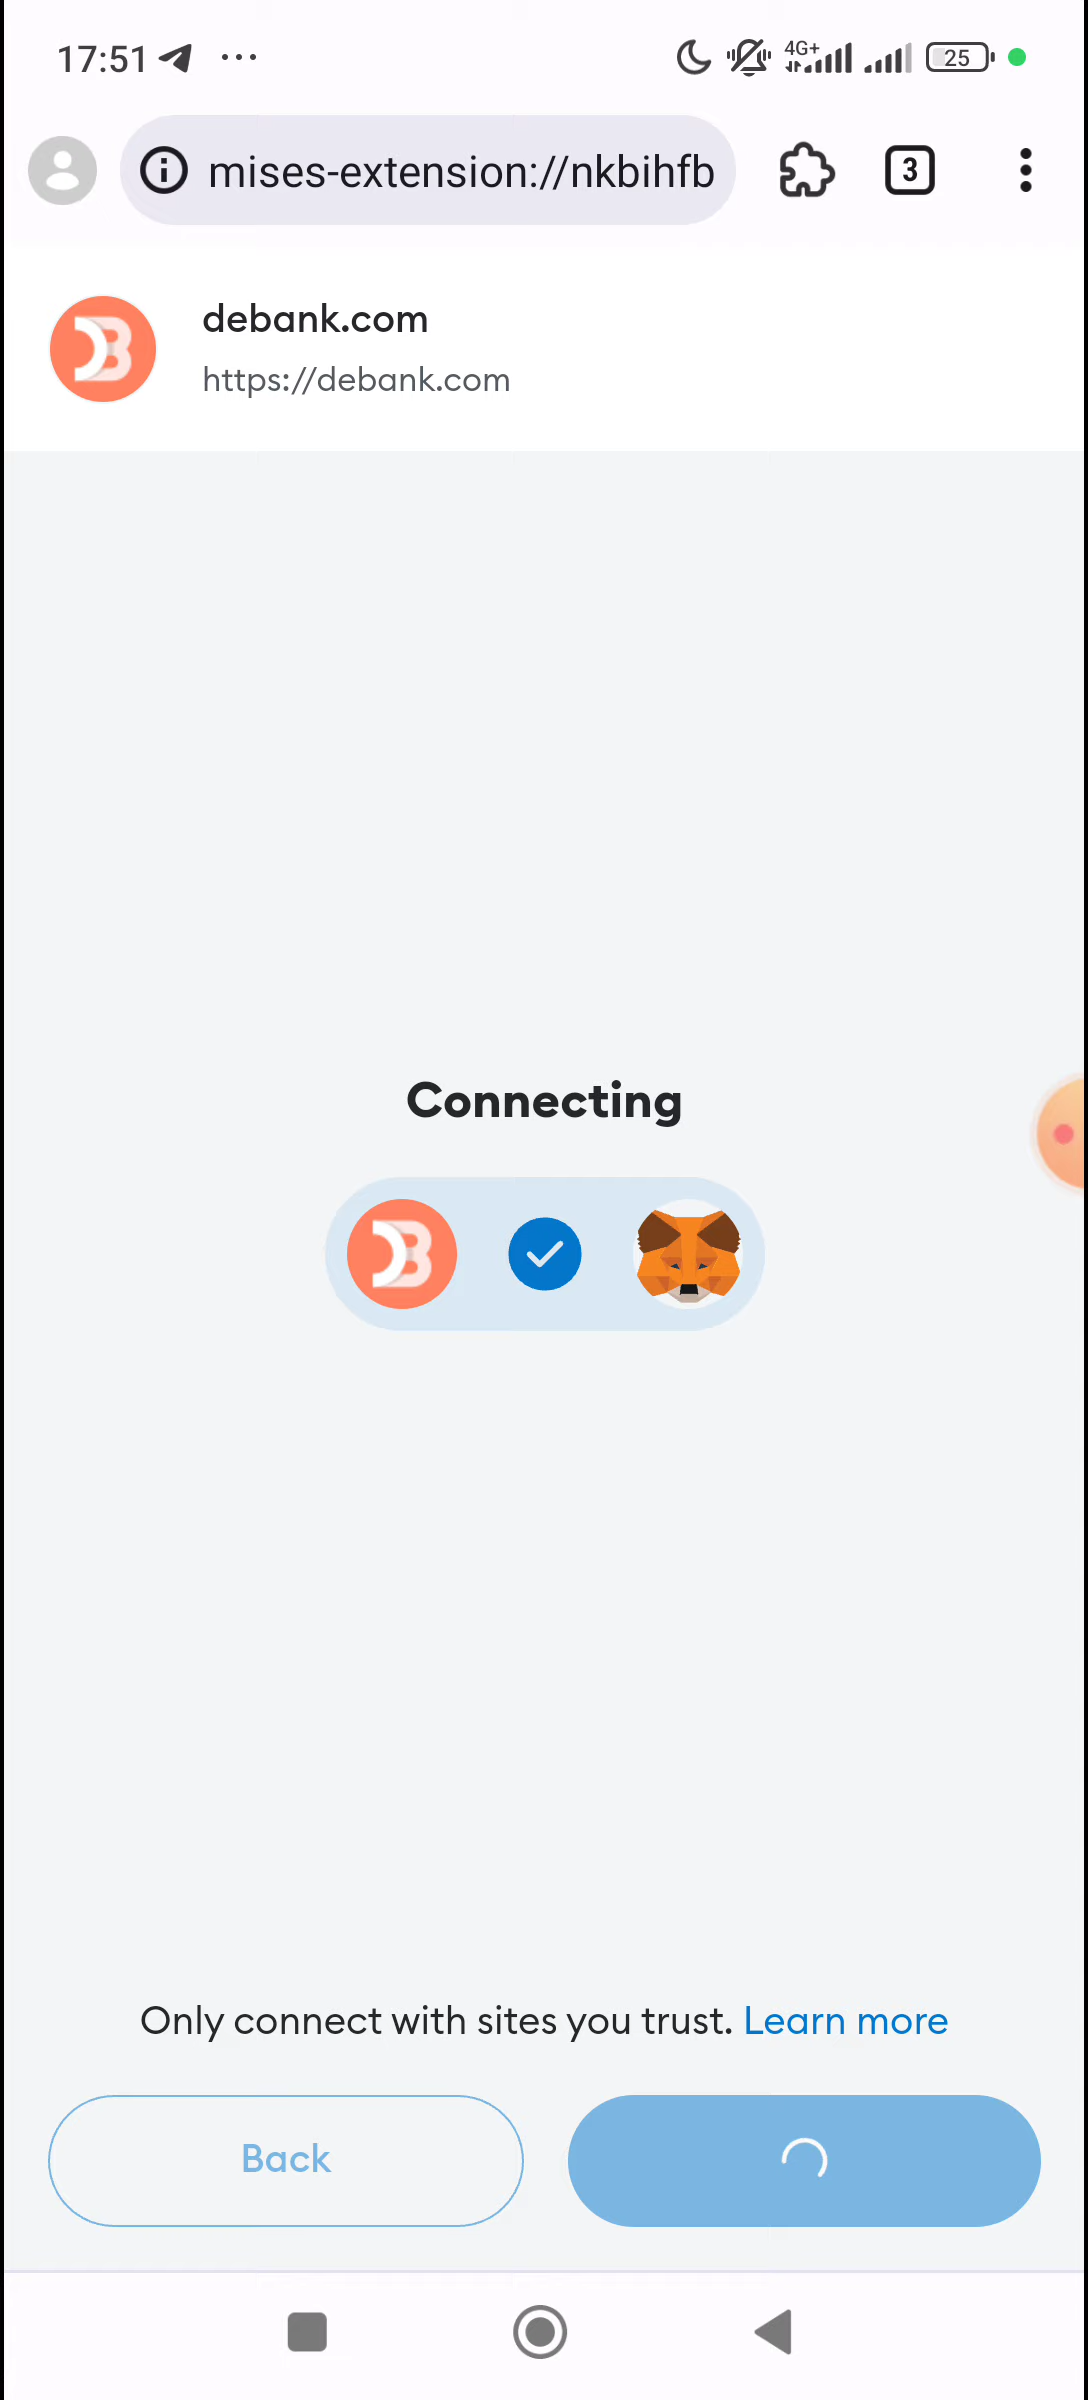 17:51
4G+
25
mises-extension://nkbihfb
3
debank.com
https://debank.com
Connecting
Only connect with sites you trust. Learn more
Back